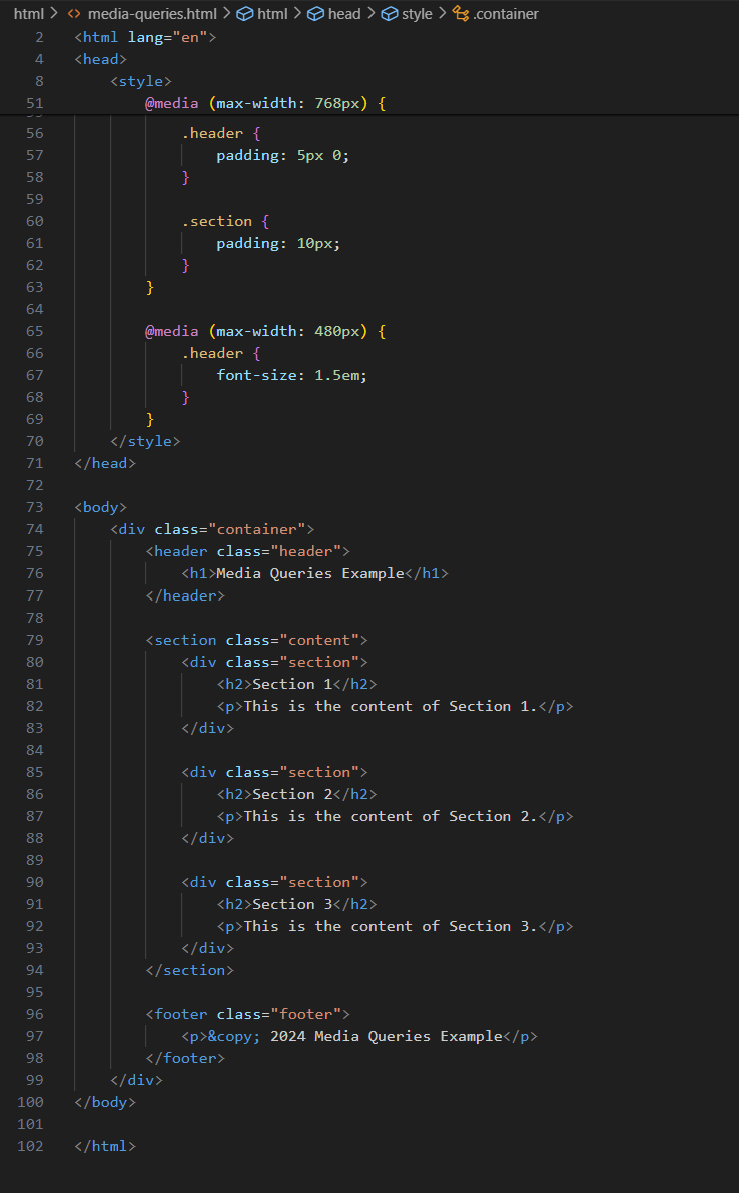 html > <> media-queries.html > html > head > style > .container
2 <html lang="en">
4 <head>
8 <style>
51 @media (max-width: 768px) {
56 .header {
57 padding: 5px 0;
58 }
59
60 .section {
61 padding: 10px;
62 }
63 }
64
65 @media (max-width: 480px) {
66 .header {
67 font-size: 1.5em;
68 }
69 }
70 </style>
71 </head>
72
73 <body>
74 <div class="container">
75 <header class="header">
76 <h1>Media Queries Example</h1>
77 </header>
78
79 <section class="content">
80 <div class="section">
81 <h2>Section 1</h2>
82 <p>This is the content of Section 1.</p>
83 </div>
84
85 <div class="section">
86 <h2>Section 2</h2>
87 <p>This is the content of Section 2.</p>
88 </div>
89
90 <div class="section">
91 <h2>Section 3</h2>
92 <p>This is the content of Section 3.</p>
93 </div>
94 </section>
95
96 <footer class="footer">
97 <p>&copy; 2024 Media Queries Example</p>
98 </footer>
99 </div>
100 </body>
101
102 </html>